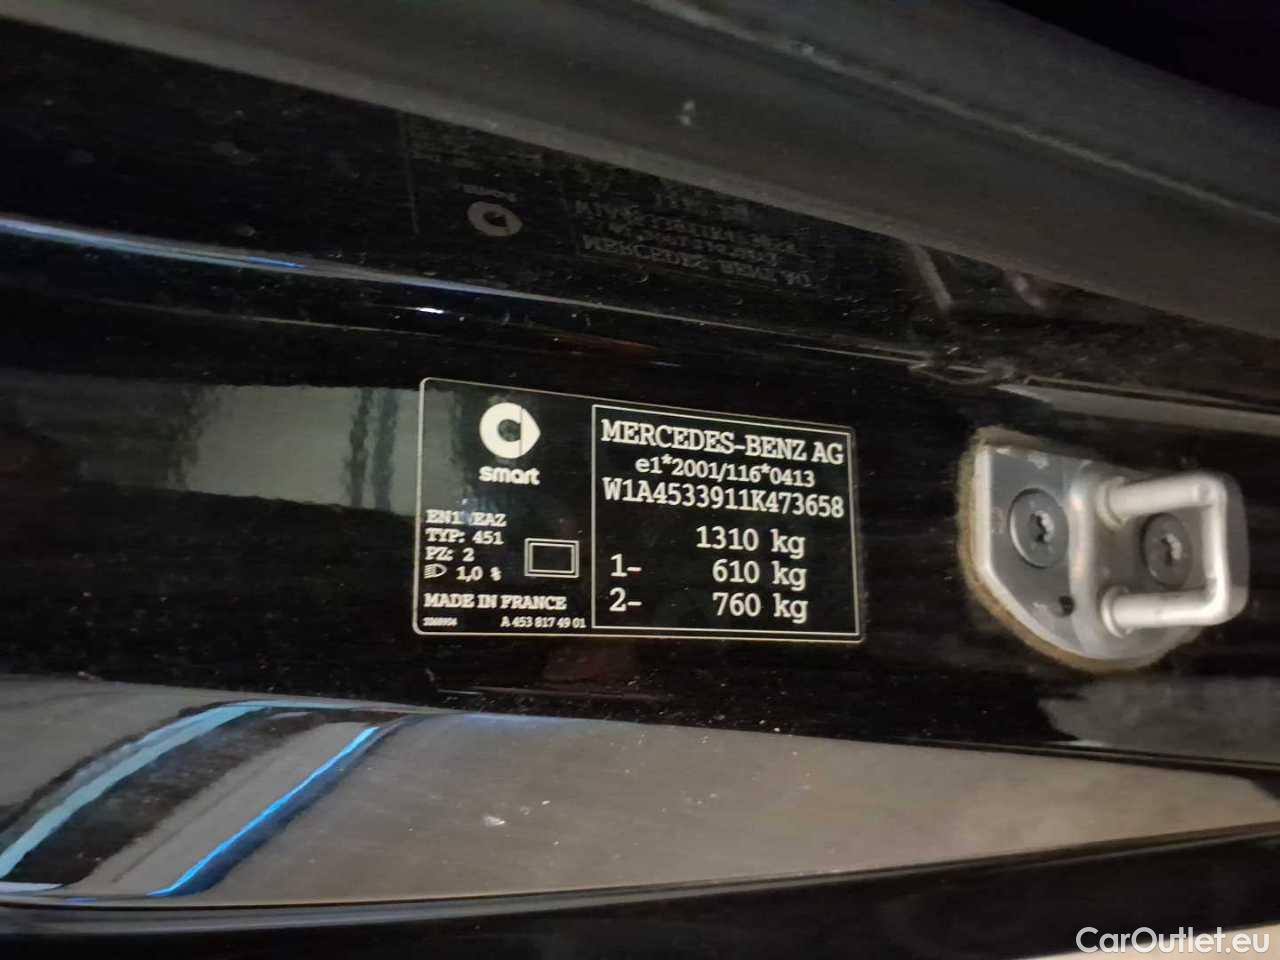 smart
EAZ
TYP: 451
PZ: 2
1,0 %
MADE IN FRANCE
A 453 817 49 01
MERCEDES-BENZ AG
e1*2001/116*0413
W1A4533911K473658
1310 kg
1- 610 kg
2- 760 kg
CarOutlet.eu